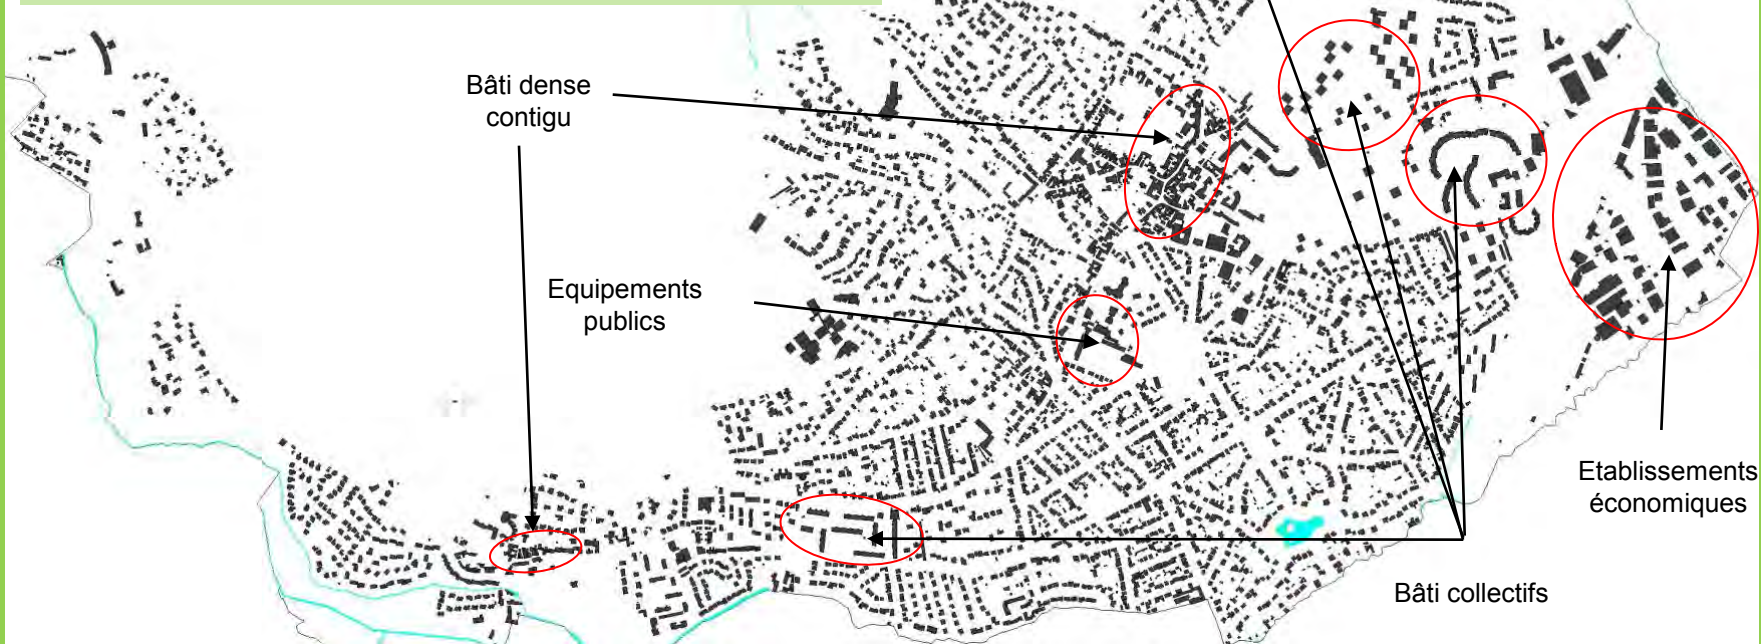 Bâti dense
contigu
Equipements
publics
Etablissements
économiques
Bâti collectifs